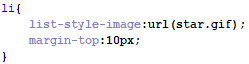 li{
list-style-image:url(star.gif);
margin-top:10px;
}